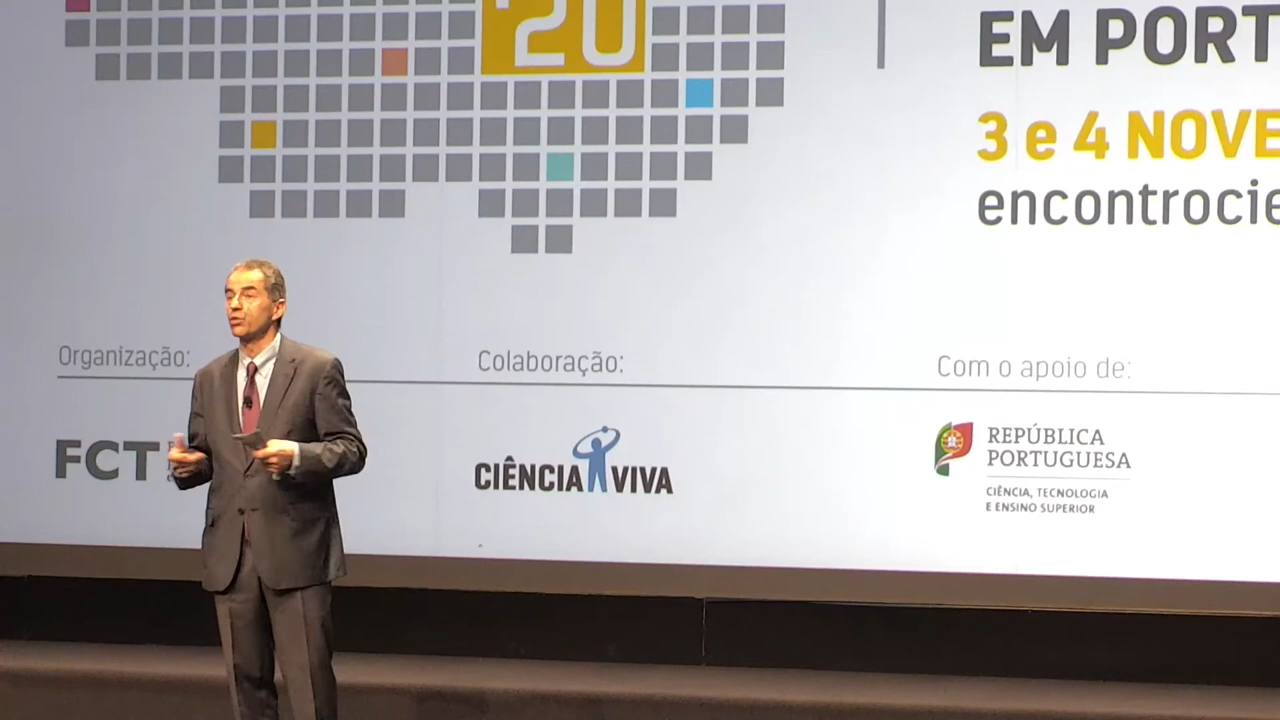 '20
EM PORT
3 e 4 NOVE
encontrocie
Organização:
Colaboração:
Com o apoio de:
FCT
CIÊNCIA VIVA
REPÚBLICA
PORTUGUESA
CIÊNCIA, TECNOLOGIA
E ENSINO SUPERIOR